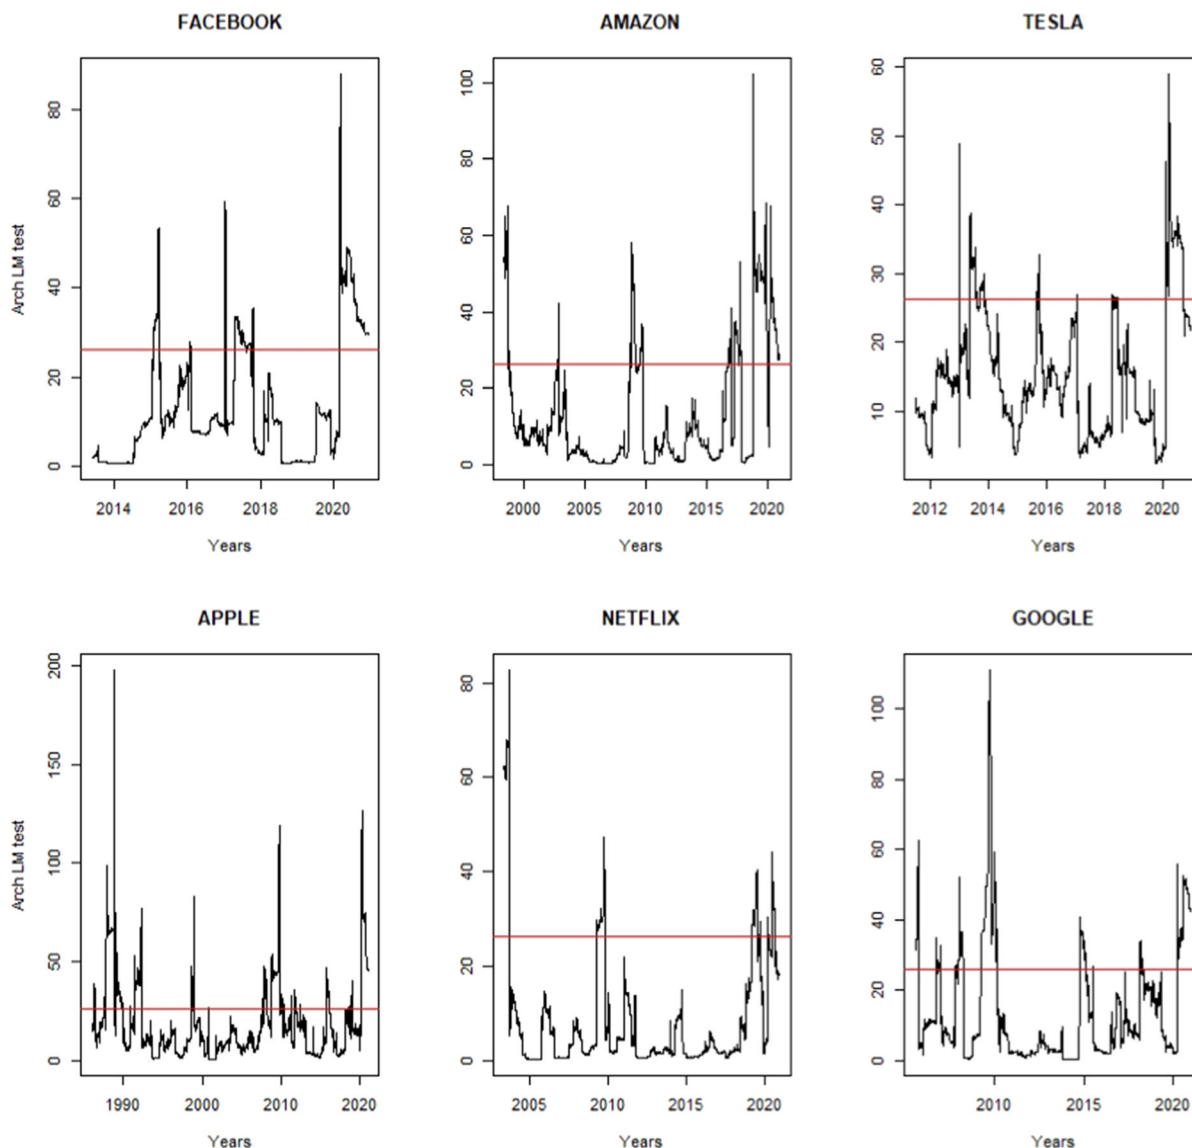 FACEBOOK
Arch LM test
0 20 40 60 80
2014 2016 2018 2020
Years
AMAZON
0 20 40 60 80 100
2000 2005 2010 2015 2020
Years
TESLA
10 20 30 40 50 60
2012 2014 2016 2018 2020
Years
APPLE
Arch LM test
0 50 100 150 200
1990 2000 2010 2020
Years
NETFLIX
0 20 40 60 80
2005 2010 2015 2020
Years
GOOGLE
0 20 40 60 80 100
2010 2015 2020
Years